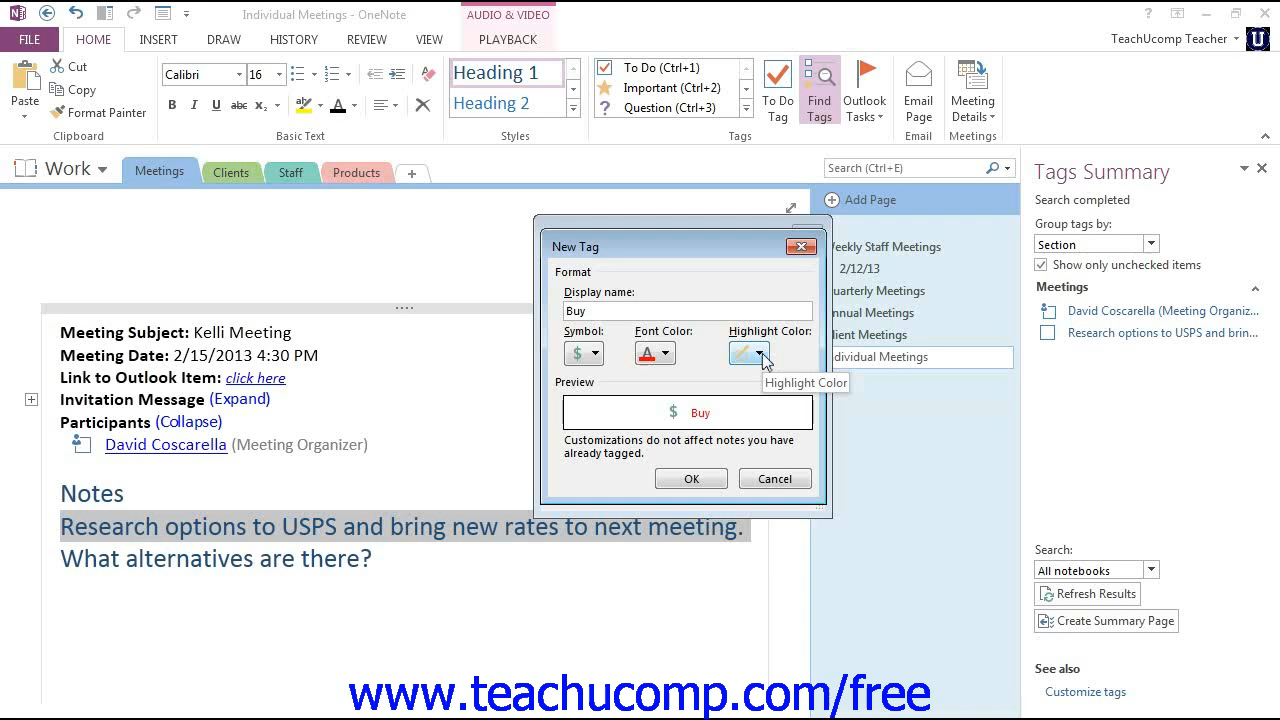 Individual Meetings - OneNote
AUDIO & VIDEO
FILE HOME INSERT DRAW HISTORY REVIEW VIEW PLAYBACK
TeachUcomp Teacher
Paste
Cut
Copy
Format Painter
Clipboard
Calibri 16
B I U abc x₂
Basic Text
Heading 1
Heading 2
Styles
To Do (Ctrl+1)
Important (Ctrl+2)
Question (Ctrl+3)
To Do
Tag
Find
Tags
Outlook
Tasks
Tags
Email
Page
Email
Meeting
Details
Meetings
Work
Meetings
Clients
Staff
Products
Search (Ctrl+E)
Add Page
eekly Staff Meetings
2/12/13
uarterly Meetings
nnual Meetings
lient Meetings
dividual Meetings
Meeting Subject: Kelli Meeting
Meeting Date: 2/15/2013 4:30 PM
Link to Outlook Item: click here
Invitation Message (Expand)
Participants (Collapse)
David Coscarella (Meeting Organizer)
Notes
Research options to USPS and bring new rates to next meeting.
What alternatives are there?
New Tag
Format
Display name:
Buy
Symbol: Font Color: Highlight Color:
$ A
Highlight Color
Preview
$ Buy
Customizations do not affect notes you have
already tagged.
OK Cancel
Tags Summary
Search completed
Group tags by:
Section
Show only unchecked items
Meetings
David Coscarella (Meeting Organiz...
Research options to USPS and brin...
Search:
All notebooks
Refresh Results
Create Summary Page
See also
Customize tags
www.teachucomp.com/free